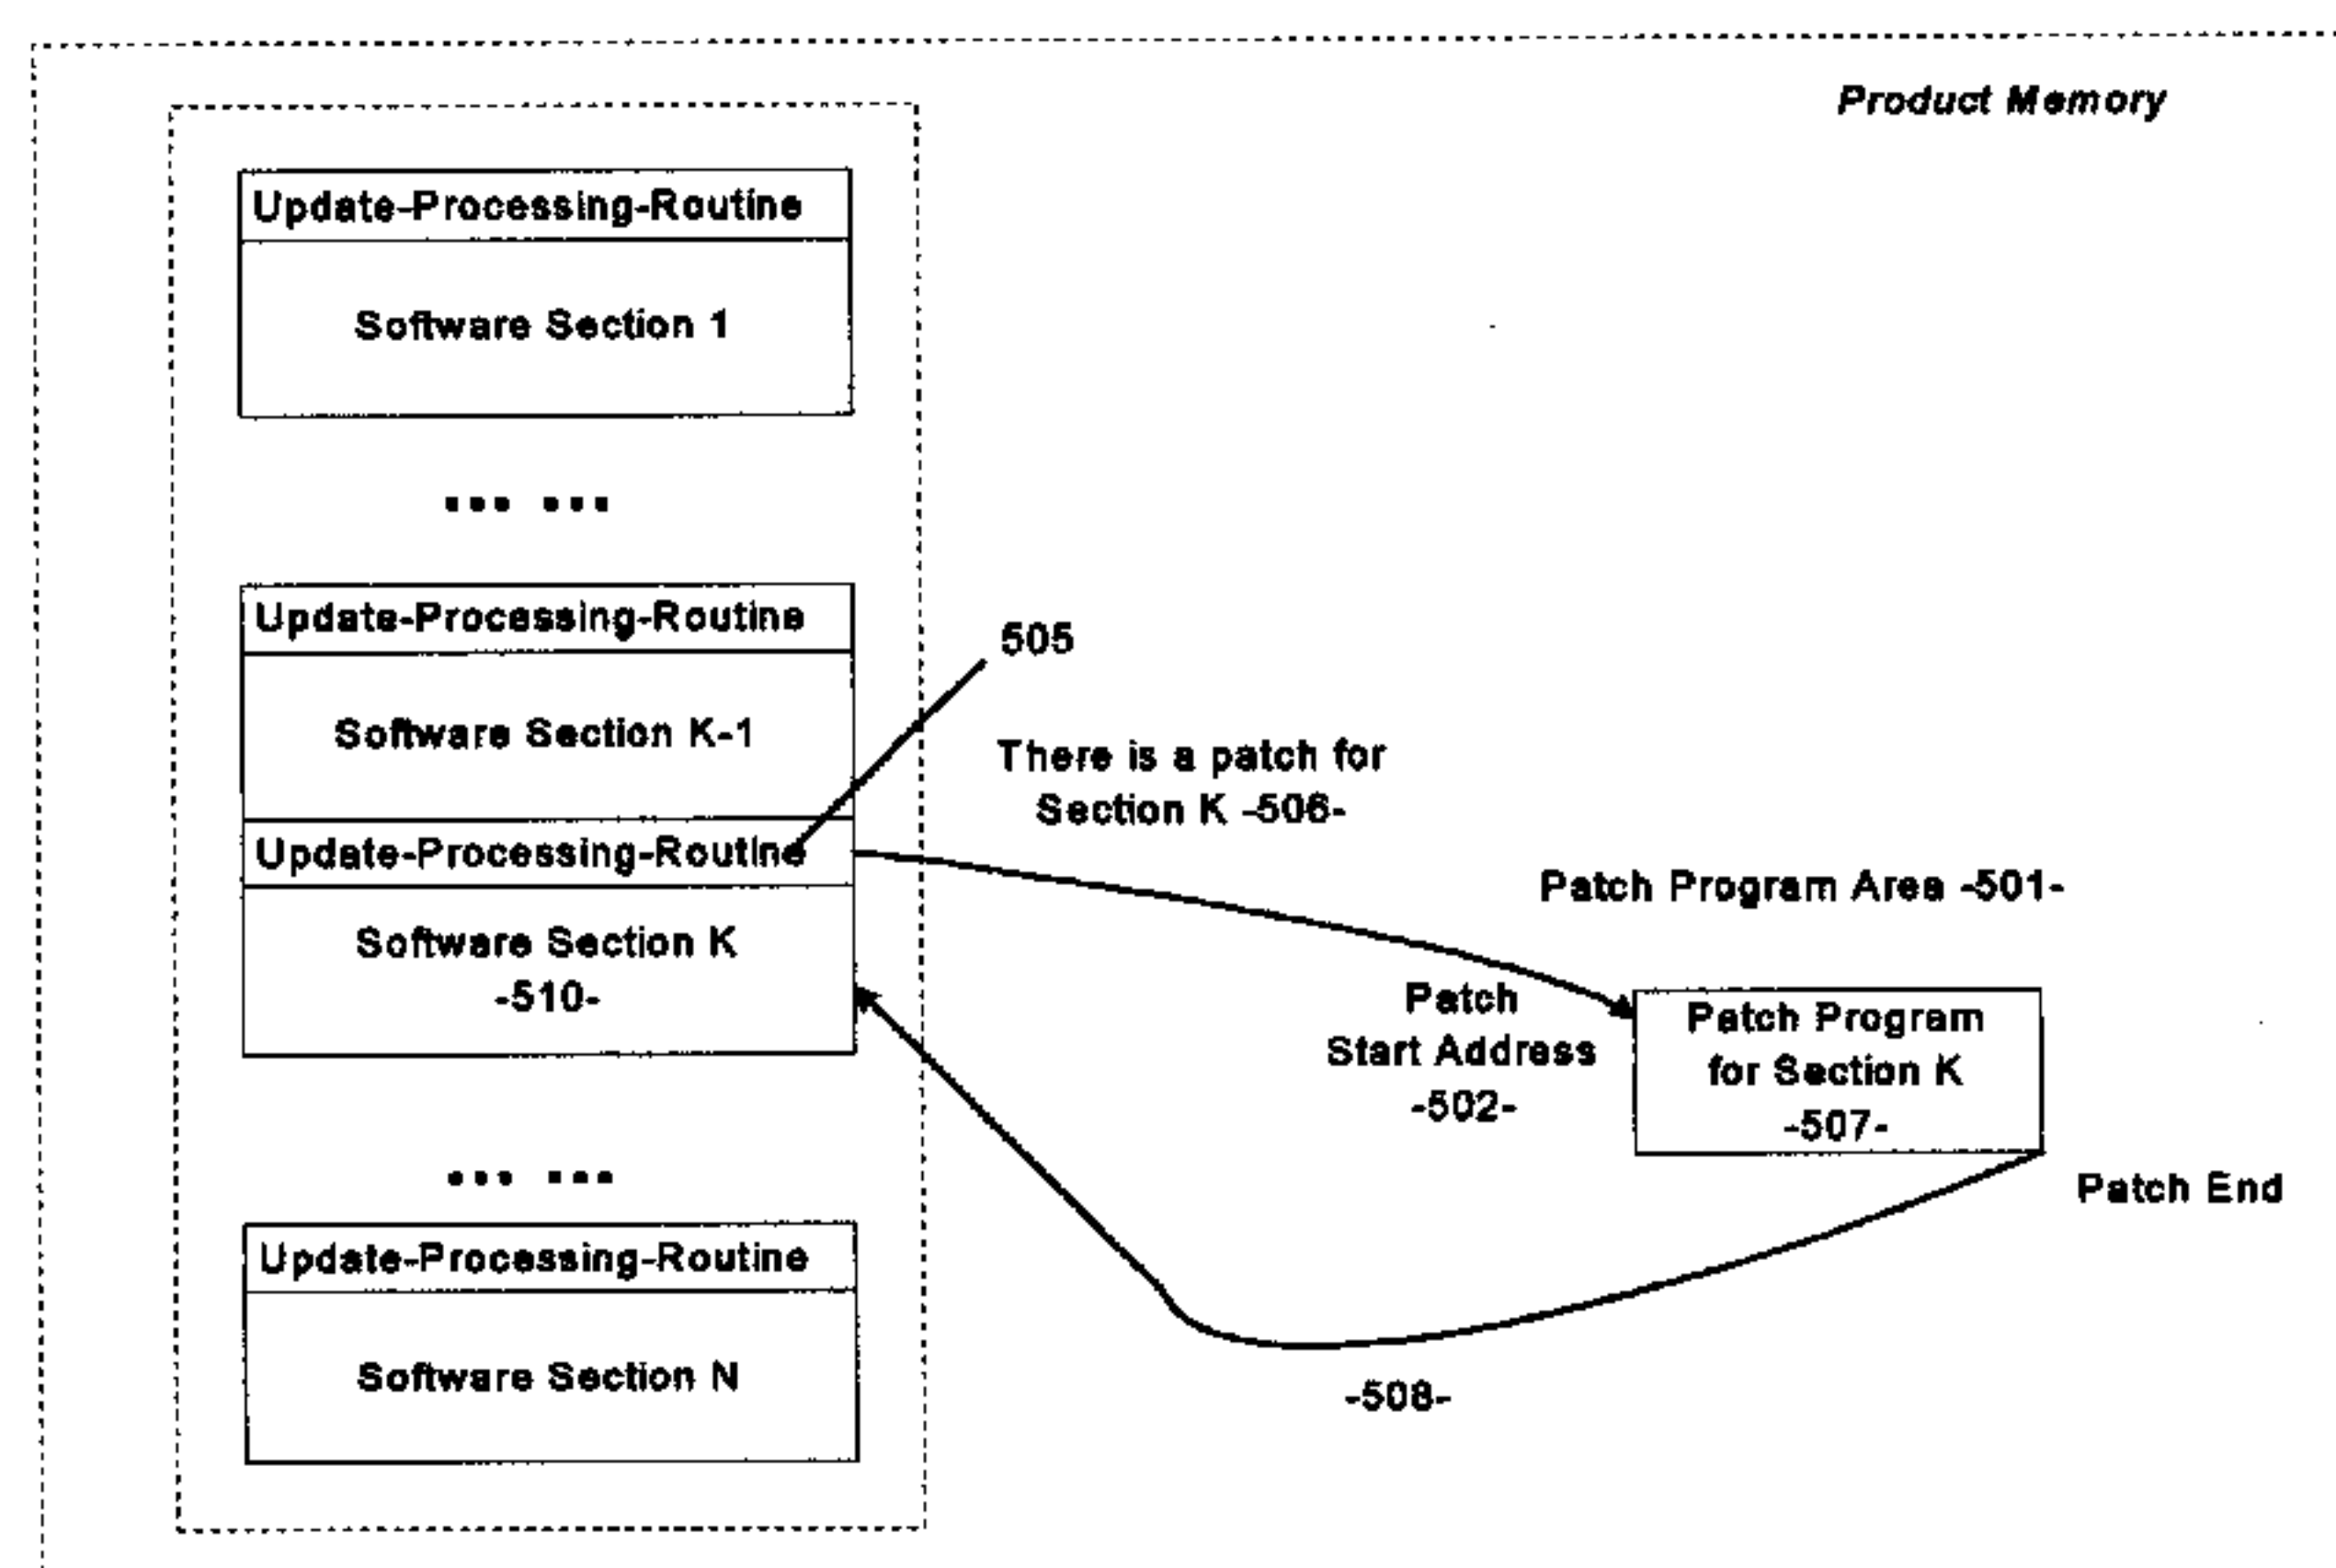 Product Memory
Update-Processing-Routine
Software Section 1
... ...
Update-Processing-Routine
505
Software Section K-1
There is a patch for
Section K -506-
Update-Processing-Routine
Patch Program Area -501-
Software Section K
-510-
Patch
Start Address
-502-
Patch Program
for Section K
-507-
... ...
Patch End
Update-Processing-Routine
Software Section N
-508-